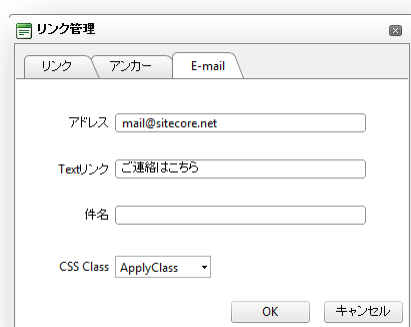 リンク管理
リンク アンカー E-mail
アドレス mail@sitecore.net
Textリンク ご連絡はこちら
件名
CSS Class ApplyClass
OK キャンセル